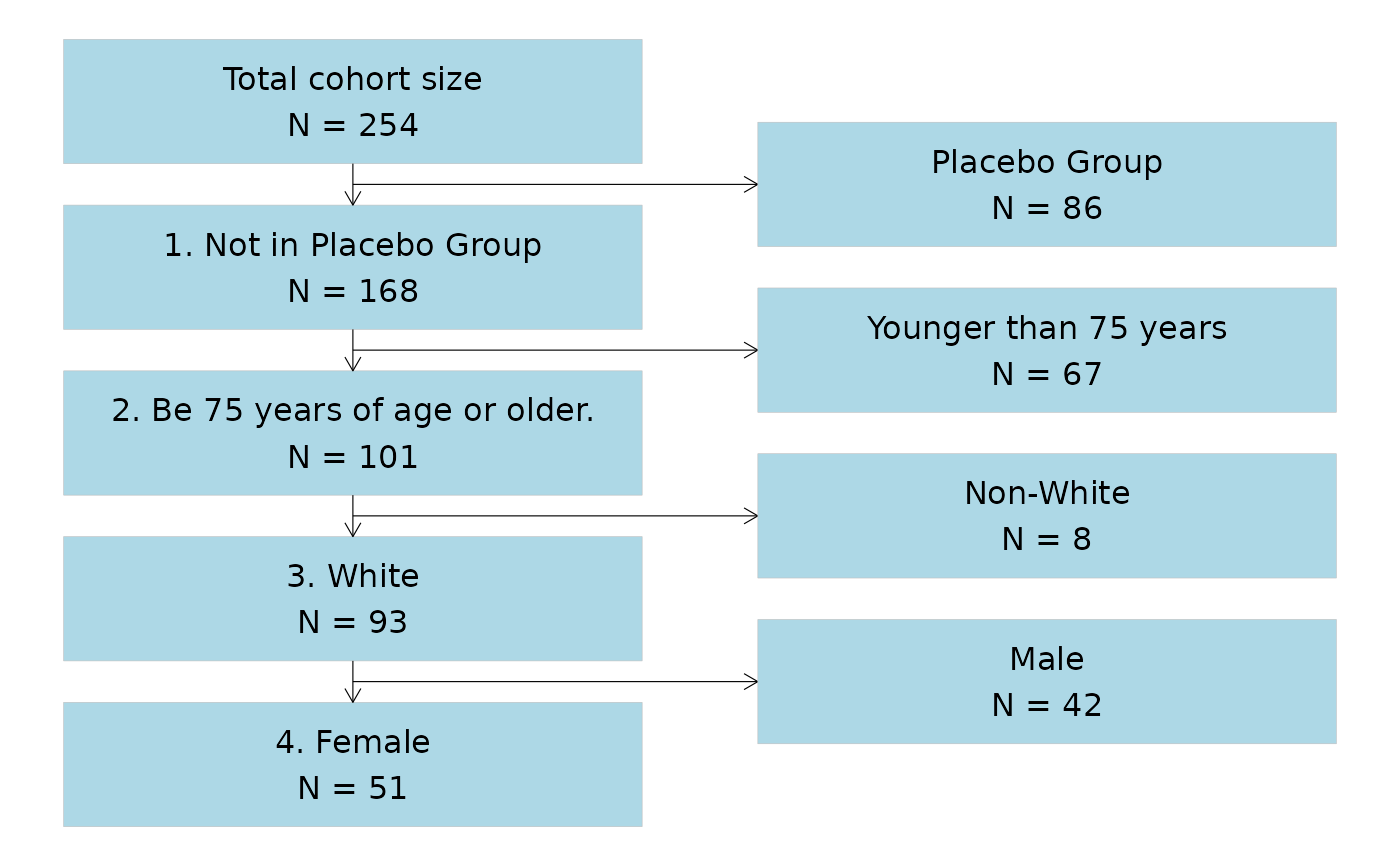 Total cohort size
N = 254
Placebo Group
N = 86
1. Not in Placebo Group
N = 168
Younger than 75 years
N = 67
2. Be 75 years of age or older.
N = 101
Non-White
N = 8
3. White
N = 93
Male
N = 42
4. Female
N = 51